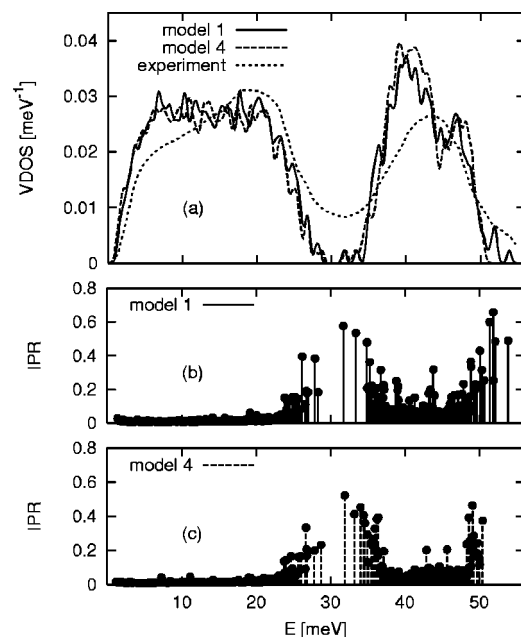 model 1
model 4
experiment
VDOS [meV⁻¹]
0.04
0.03
0.02
0.01
0
(a)
model 1
IPR
0.8
0.6
0.4
0.2
0
(b)
model 4
IPR
0.8
0.6
0.4
0.2
0
(c)
10 20 30 40 50
E [meV]